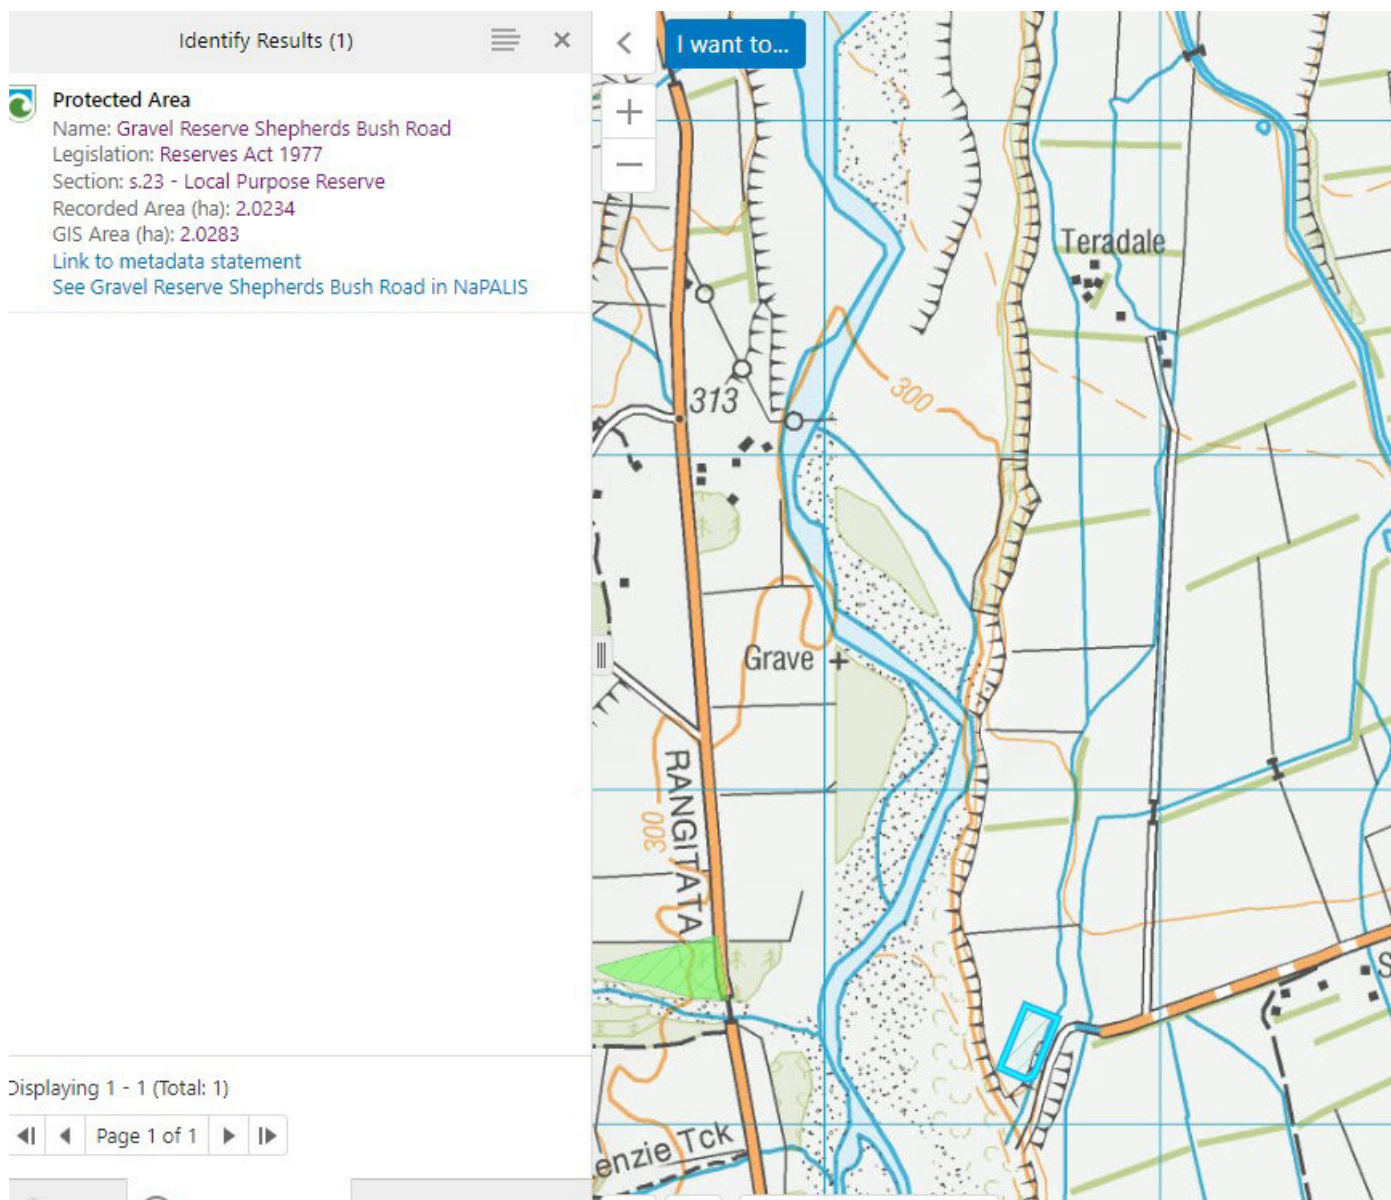 Identify Results (1)
I want to...
Protected Area
Name: Gravel Reserve Shepherds Bush Road
Legislation: Reserves Act 1977
Section: s.23 - Local Purpose Reserve
Recorded Area (ha): 2.0234
GIS Area (ha): 2.0283
Link to metadata statement
See Gravel Reserve Shepherds Bush Road in NaPALIS
Teradale
313
300
Grave
RANGITATA
300
S
enzie Tck
Displaying 1 - 1 (Total: 1)
Page 1 of 1